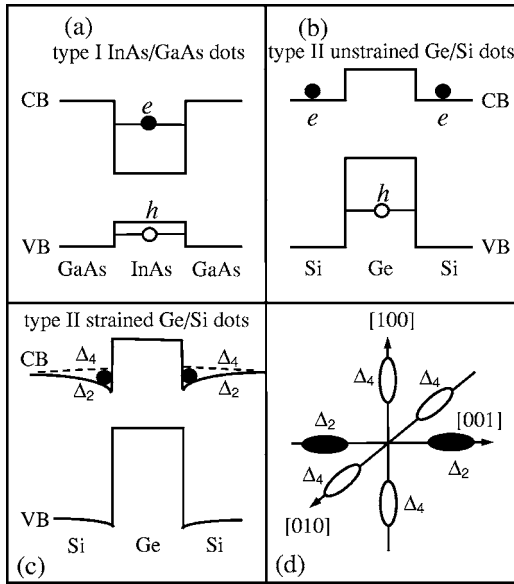 (a)
type I InAs/GaAs dots
CB
e
h
VB
GaAs InAs GaAs
(b)
type II unstrained Ge/Si dots
CB
e e
h
VB
Si Ge Si
type II strained Ge/Si dots
CB
Δ4 Δ4
Δ2 Δ2
VB
Si Ge Si
(c)
[100]
Δ4 Δ4
[001]
Δ2
Δ2
Δ4
Δ4
[010]
(d)